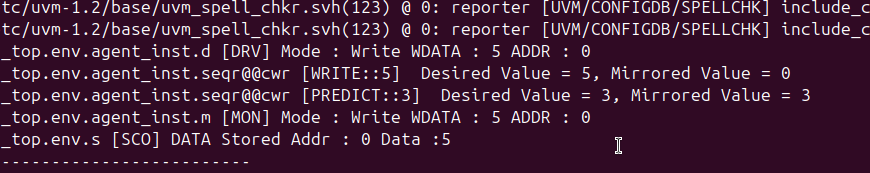 tc/uvm-1.2/base/uvm_spell_chkr.svh(123) @ 0: reporter [UVM/CONFIGDB/SPELLCHK] include_c
tc/uvm-1.2/base/uvm_spell_chkr.svh(123) @ 0: reporter [UVM/CONFIGDB/SPELLCHK] include_c
_top.env.agent_inst.d [DRV] Mode : Write WDATA : 5 ADDR : 0
_top.env.agent_inst.seqr@@cwr [WRITE::5]  Desired Value = 5, Mirrored Value = 0
_top.env.agent_inst.seqr@@cwr [PREDICT::3]  Desired Value = 3, Mirrored Value = 3
_top.env.agent_inst.m [MON] Mode : Write WDATA : 5 ADDR : 0
_top.env.s [SCO] DATA Stored Addr : 0 Data :5
-------------------------